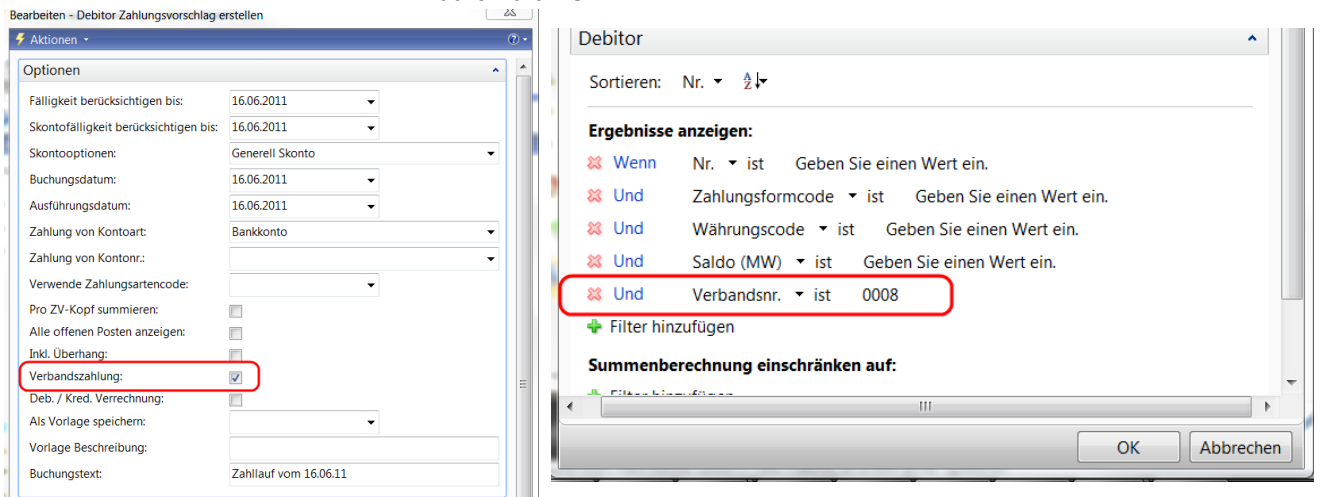 Bearbeiten - Debitor Zahlungsvorschlag erstellen
Aktionen
Optionen
Fälligkeit berücksichtigen bis: 16.06.2011
Skontofälligkeit berücksichtigen bis: 16.06.2011
Skontooptionen: Generell Skonto
Buchungsdatum: 16.06.2011
Ausführungsdatum: 16.06.2011
Zahlung von Kontoart: Bankkonto
Zahlung von Kontonr.:
Verwende Zahlungsartencode:
Pro ZV-Kopf summieren:
Alle offenen Posten anzeigen:
Inkl. Überhang:
Verbandszahlung:
Deb. / Kred. Verrechnung:
Als Vorlage speichern:
Vorlage Beschreibung:
Buchungstext: Zahllauf vom 16.06.11
Debitor
Sortieren: Nr.
Ergebnisse anzeigen:
Wenn Nr. ist Geben Sie einen Wert ein.
Und Zahlungsformcode ist Geben Sie einen Wert ein.
Und Währungscode ist Geben Sie einen Wert ein.
Und Saldo (MW) ist Geben Sie einen Wert ein.
Und Verbandsnr. ist 0008
Filter hinzufügen
Summenberechnung einschränken auf:
Filter hinzufügen
OK Abbrechen